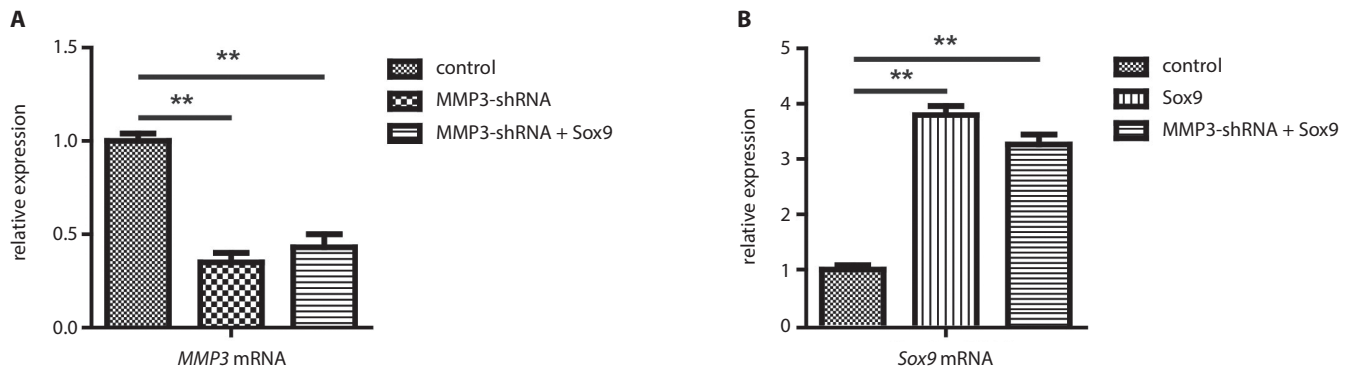 A
relative expression
1.5
1.0
0.5
0.0
**
**
MMP3 mRNA
control
MMP3-shRNA
MMP3-shRNA + Sox9
B
relative expression
5
4
3
2
1
0
**
**
Sox9 mRNA
control
Sox9
MMP3-shRNA + Sox9